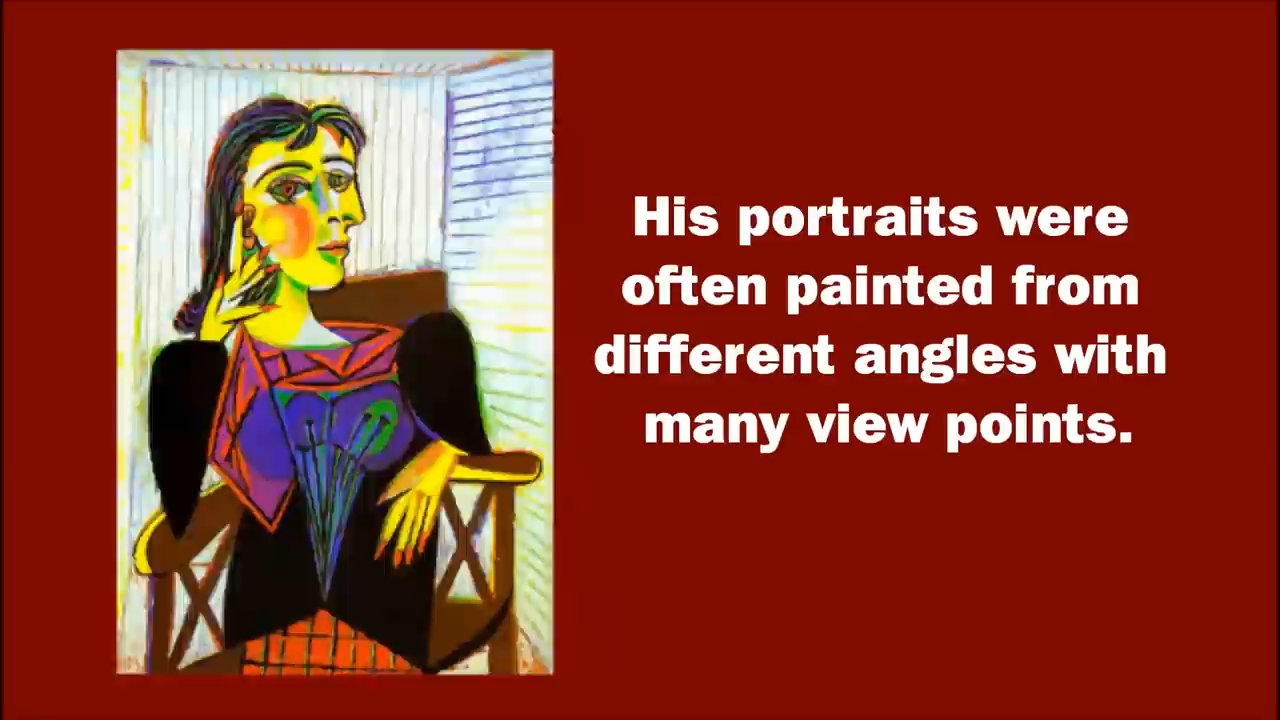 His portraits were
often painted from
different angles with
many view points.